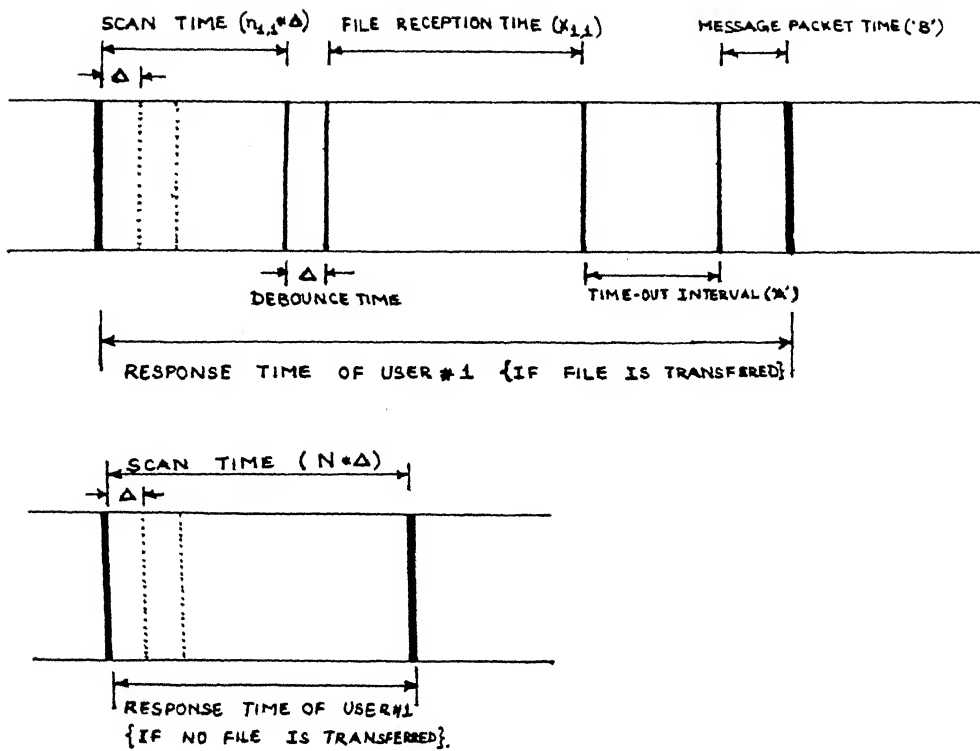 SCAN TIME (n1,1*Δ)
FILE RECEPTION TIME (X1,1)
MESSAGE PACKET TIME ('B')
Δ
Δ
DEBOUNCE TIME
TIME-OUT INTERVAL ('A')
RESPONSE TIME OF USER #1 {IF FILE IS TRANSFERED}
SCAN TIME (N*Δ)
Δ
RESPONSE TIME OF USER#1
{IF NO FILE IS TRANSFERRED}.